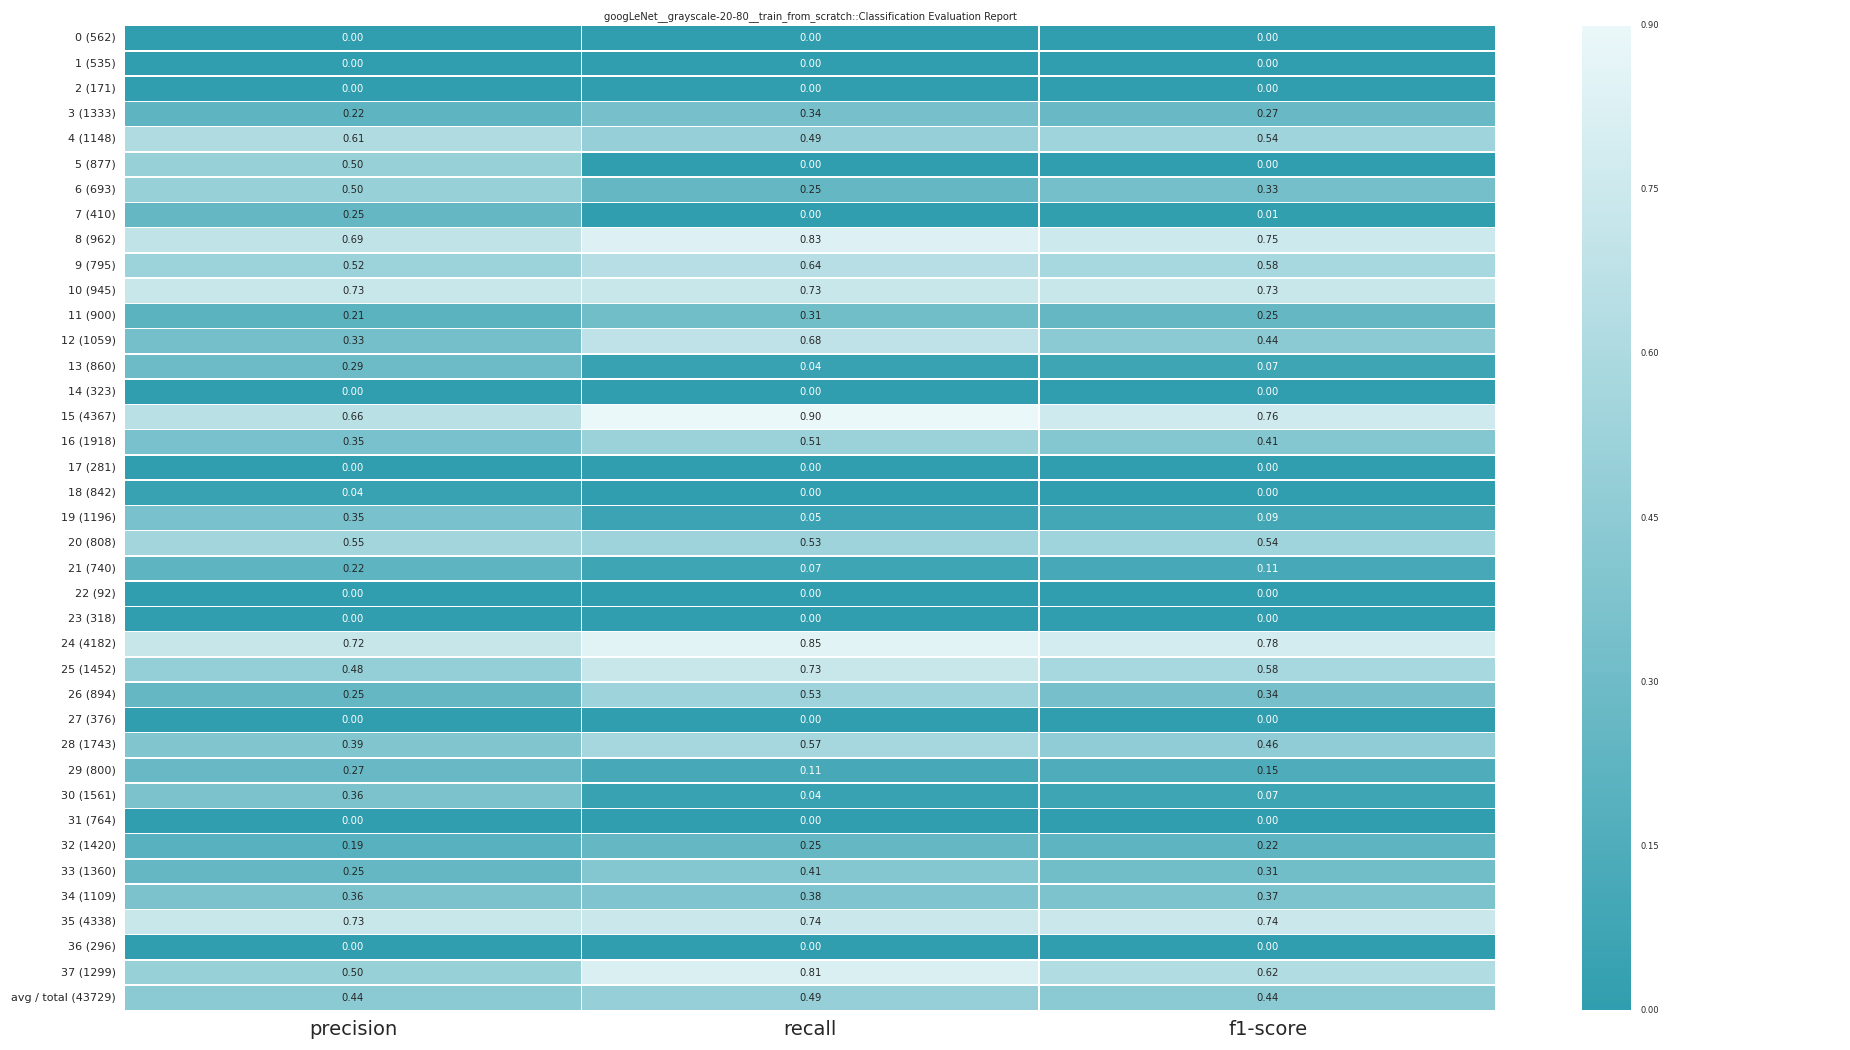 googLeNet__grayscale-20-80__train_from_scratch::Classification Evaluation Report
0 (562) 0.00 0.00 0.00
1 (535) 0.00 0.00 0.00
2 (171) 0.00 0.00 0.00
3 (1333) 0.22 0.34 0.27
4 (1148) 0.61 0.49 0.54
5 (877) 0.50 0.00 0.00
6 (693) 0.50 0.25 0.33
7 (410) 0.25 0.00 0.01
8 (962) 0.69 0.83 0.75
9 (795) 0.52 0.64 0.58
10 (945) 0.73 0.73 0.73
11 (900) 0.21 0.31 0.25
12 (1059) 0.33 0.68 0.44
13 (860) 0.29 0.04 0.07
14 (323) 0.00 0.00 0.00
15 (4367) 0.66 0.90 0.76
16 (1918) 0.35 0.51 0.41
17 (281) 0.00 0.00 0.00
18 (842) 0.04 0.00 0.00
19 (1196) 0.35 0.05 0.09
20 (808) 0.55 0.53 0.54
21 (740) 0.22 0.07 0.11
22 (92) 0.00 0.00 0.00
23 (318) 0.00 0.00 0.00
24 (4182) 0.72 0.85 0.78
25 (1452) 0.48 0.73 0.58
26 (894) 0.25 0.53 0.34
27 (376) 0.00 0.00 0.00
28 (1743) 0.39 0.57 0.46
29 (800) 0.27 0.11 0.15
30 (1561) 0.36 0.04 0.07
31 (764) 0.00 0.00 0.00
32 (1420) 0.19 0.25 0.22
33 (1360) 0.25 0.41 0.31
34 (1109) 0.36 0.38 0.37
35 (4338) 0.73 0.74 0.74
36 (296) 0.00 0.00 0.00
37 (1299) 0.50 0.81 0.62
avg / total (43729) 0.44 0.49 0.44
precision recall f1-score
0.90
0.75
0.60
0.45
0.30
0.15
0.00